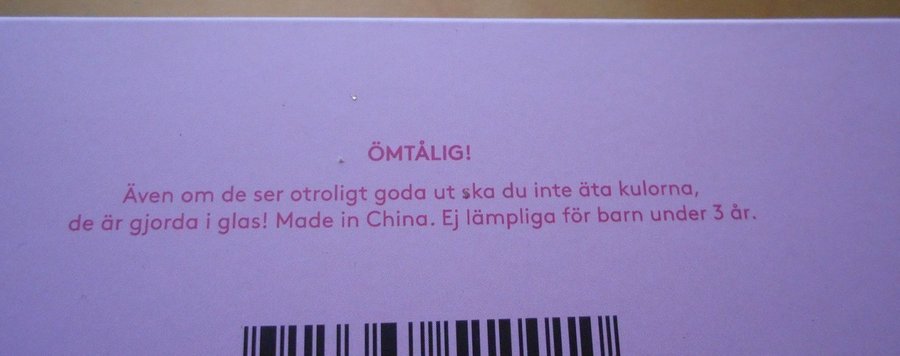 ÖMTÅLIG!
Även om de ser otroligt goda ut ska du inte äta kulorna,
de är gjorda i glas! Made in China. Ej lämpliga för barn under 3 år.